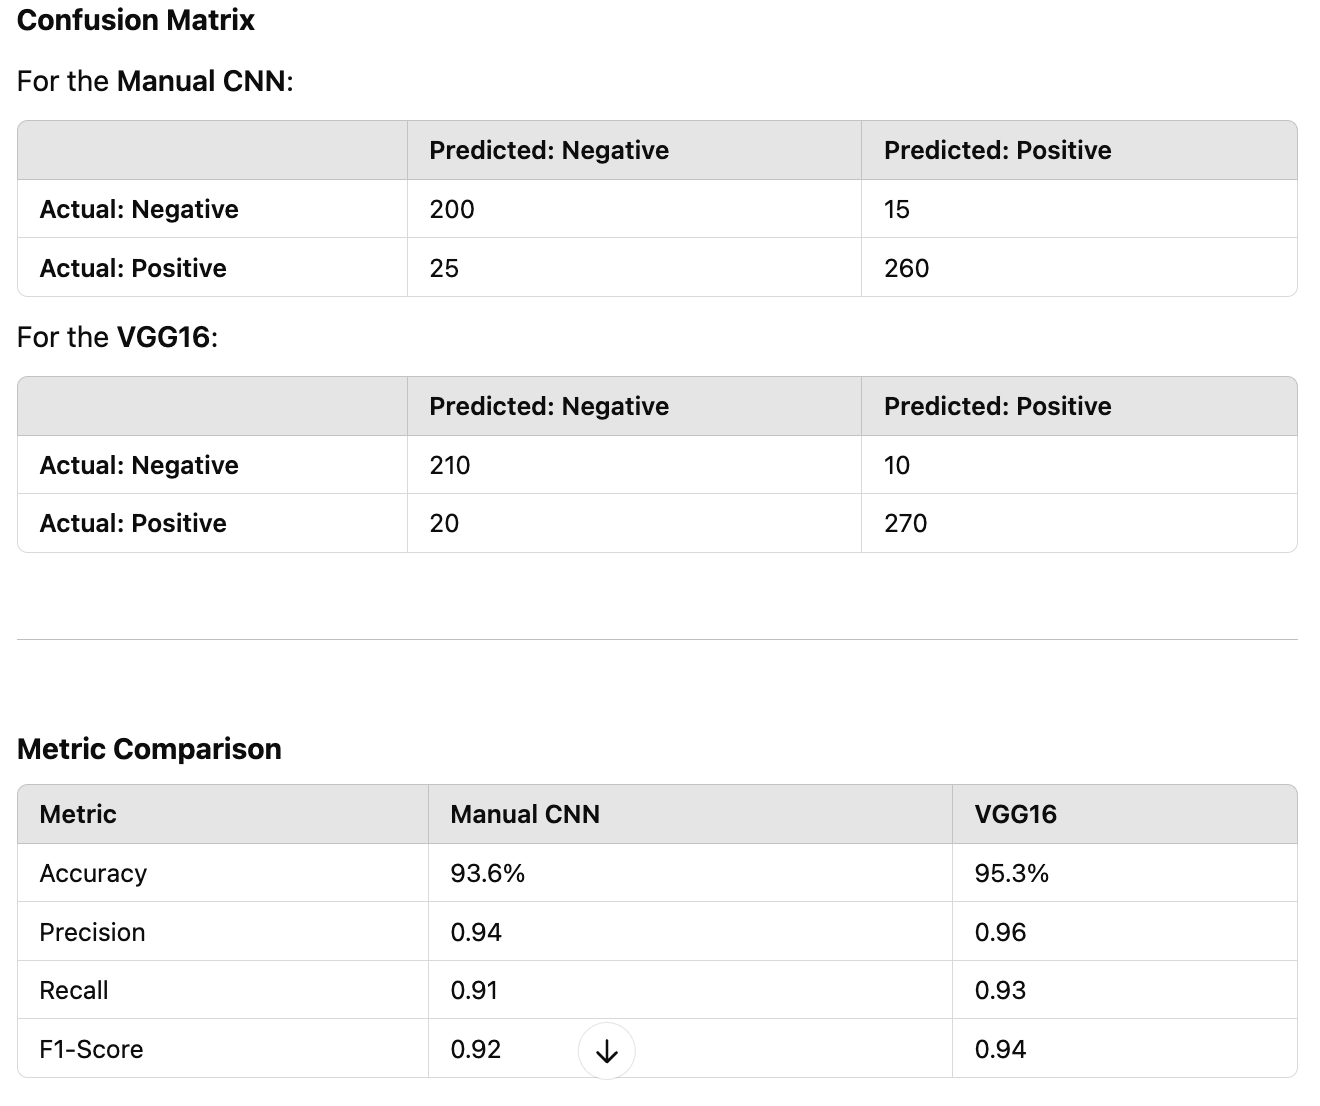 Confusion Matrix
For the Manual CNN:
Predicted: Negative Predicted: Positive
Actual: Negative 200 15
Actual: Positive 25 260
For the VGG16:
Predicted: Negative Predicted: Positive
Actual: Negative 210 10
Actual: Positive 20 270
Metric Comparison
Metric Manual CNN VGG16
Accuracy 93.6% 95.3%
Precision 0.94 0.96
Recall 0.91 0.93
F1-Score 0.92 0.94